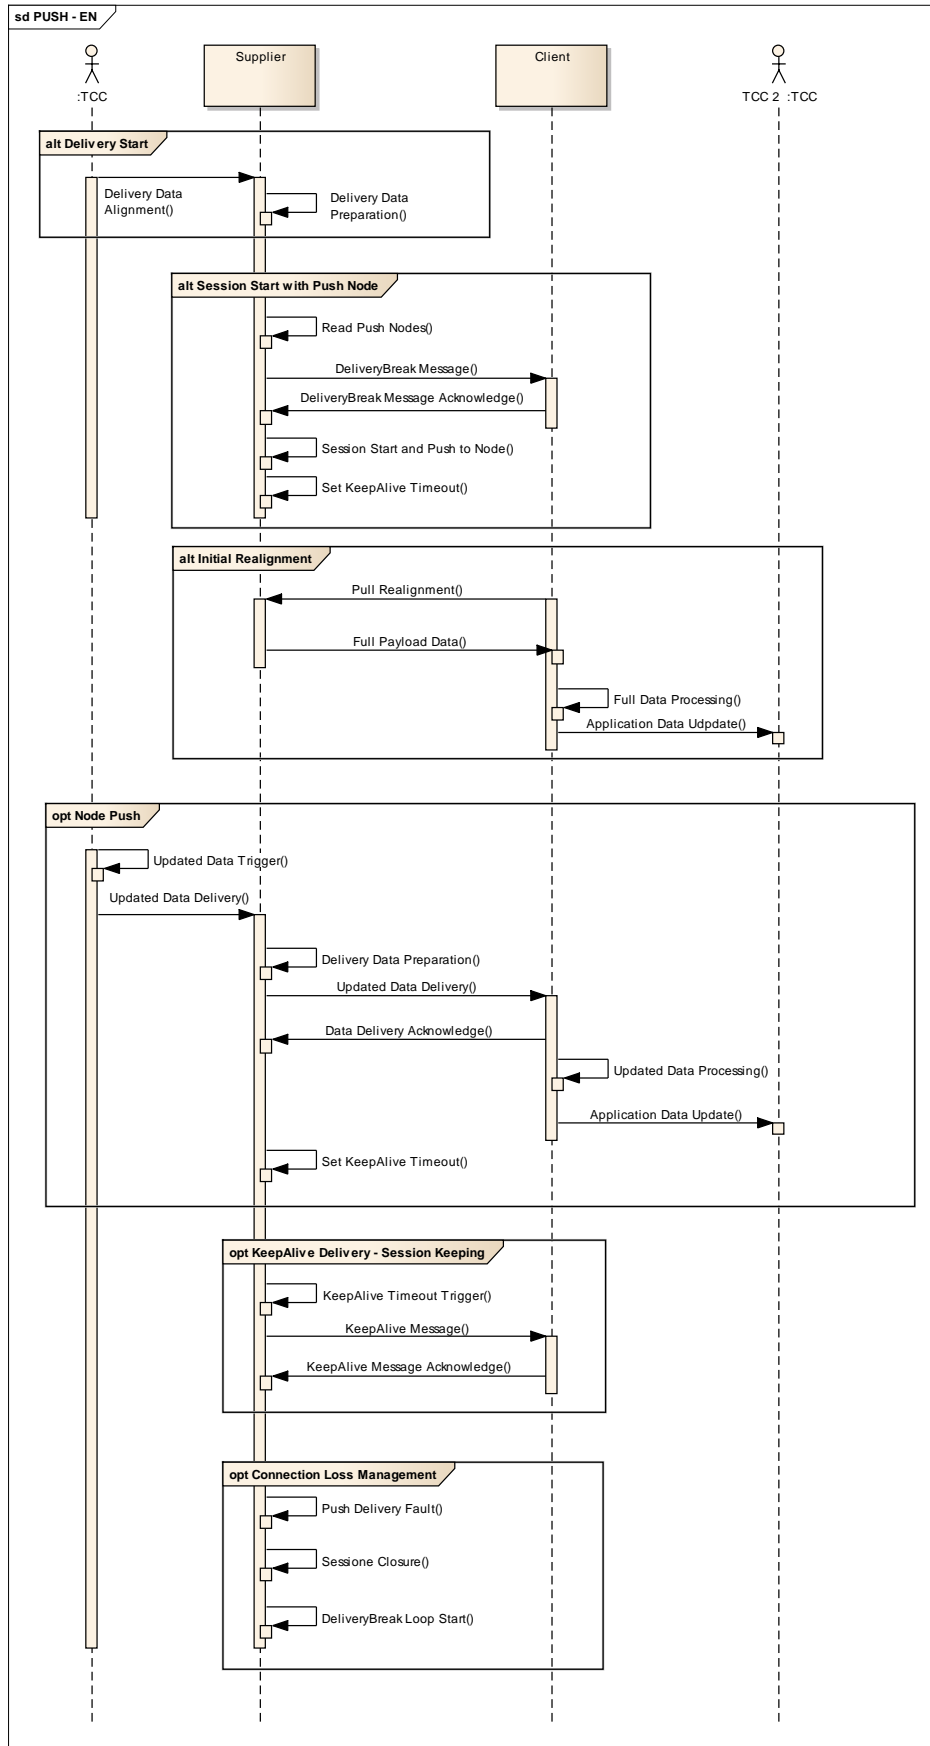 sd PUSH - EN
:TCC
Supplier
Client
TCC 2 :TCC
alt Delivery Start
Delivery Data
Alignment()
Delivery Data
Preparation()
alt Session Start with Push Node
Read Push Nodes()
DeliveryBreak Message()
DeliveryBreak Message Acknowledge()
Session Start and Push to Node()
Set KeepAlive Timeout()
alt Initial Realignment
Pull Realignment()
Full Payload Data()
Full Data Processing()
Application Data Udpdate()
opt Node Push
Updated Data Trigger()
Updated Data Delivery()
Delivery Data Preparation()
Updated Data Delivery()
Data Delivery Acknowledge()
Updated Data Processing()
Application Data Update()
Set KeepAlive Timeout()
opt KeepAlive Delivery - Session Keeping
KeepAlive Timeout Trigger()
KeepAlive Message()
KeepAlive Message Acknowledge()
opt Connection Loss Management
Push Delivery Fault()
Sessione Closure()
DeliveryBreak Loop Start()